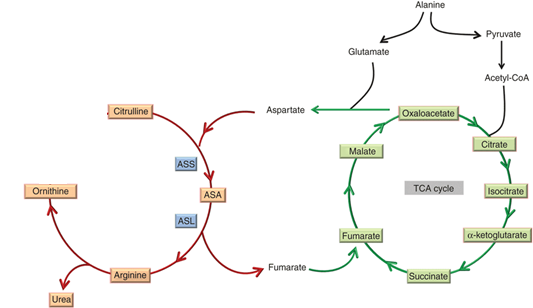 Alanine
Glutamate
Pyruvate
Acetyl-CoA
Citrulline
Aspartate
Oxaloacetate
Citrate
Malate
ASS
Ornithine
ASA
TCA cycle
Isocitrate
ASL
Fumarate
α-ketoglutarate
Arginine
Fumarate
Succinate
Urea